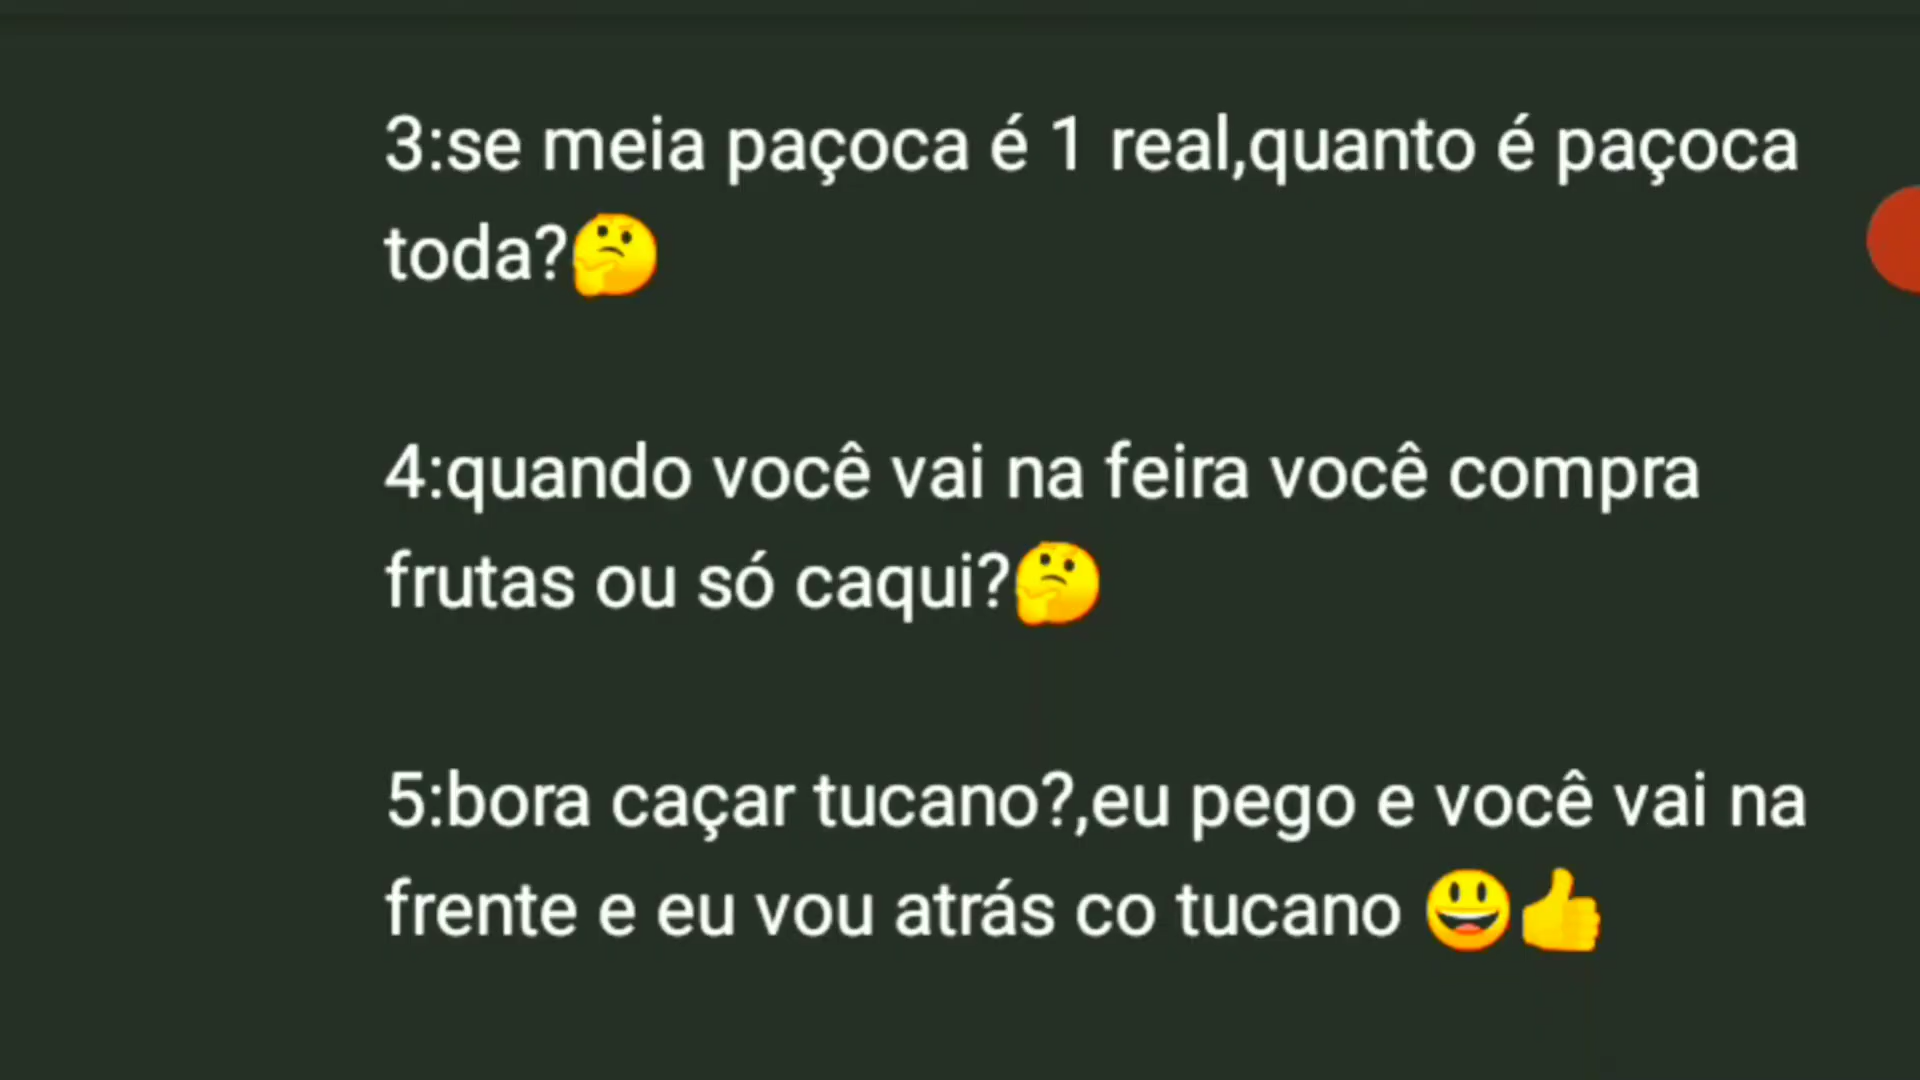 3:se meia paçoca é 1 real,quanto é paçoca
toda?🤔
4:quando você vai na feira você compra
frutas ou só caqui?🤔
5:bora caçar tucano?,eu pego e você vai na
frente e eu vou atrás co tucano 😃👍